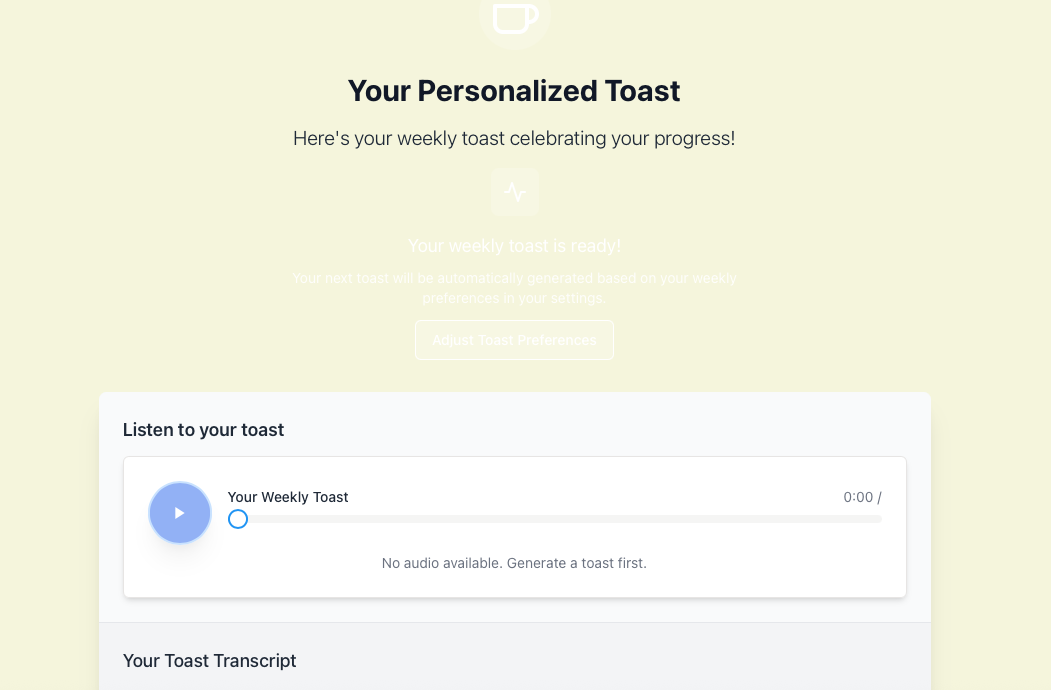 Your Personalized Toast
Here's your weekly toast celebrating your progress!
Your weekly toast is ready!
Your next toast will be automatically generated based on your weekly
preferences in your settings.
Adjust Toast Preferences
Listen to your toast
Your Weekly Toast
0:00 /
No audio available. Generate a toast first.
Your Toast Transcript